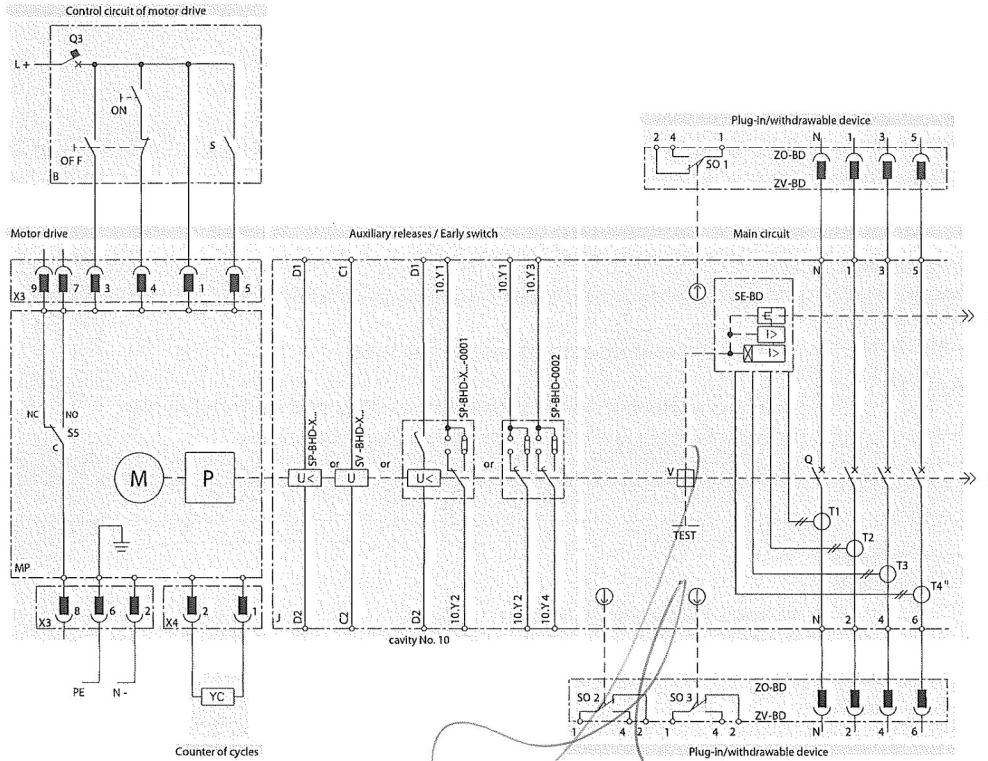 Control circuit of motor drive
Q3
L+
ON
OFF
S
B
Plug-in/withdrawable device
2 4 1 N 1 3 5
SO 1
ZO-BD
ZV-BD
Motor drive
Auxiliary releases / Early switch
Main circuit
9 7 3 4 1 5
X3
D1 C1 D1 10.Y1 10.Y1 10.Y3
N 1 3 5
SE-BD
I>
I>
SP-BHD-X...
SV-BHD-X...
SP-BHD-X...-0001
SP-BHD-0002
NC NO
SS
C
M P
U< or U or U< or
V
Q
TEST
T1
T2
T3
T4 1)
MP
X3 8 6 2
X4 2 1
J
D2 C2 D2 10.Y2 10.Y2 10.Y4
N 2 4 6
cavity No. 10
PE N -
YC
SO 2 SO 3
ZO-BD
ZV-BD
1 4 2 1 4 2 N 2 4 6
Counter of cycles
Plug-in/withdrawable device